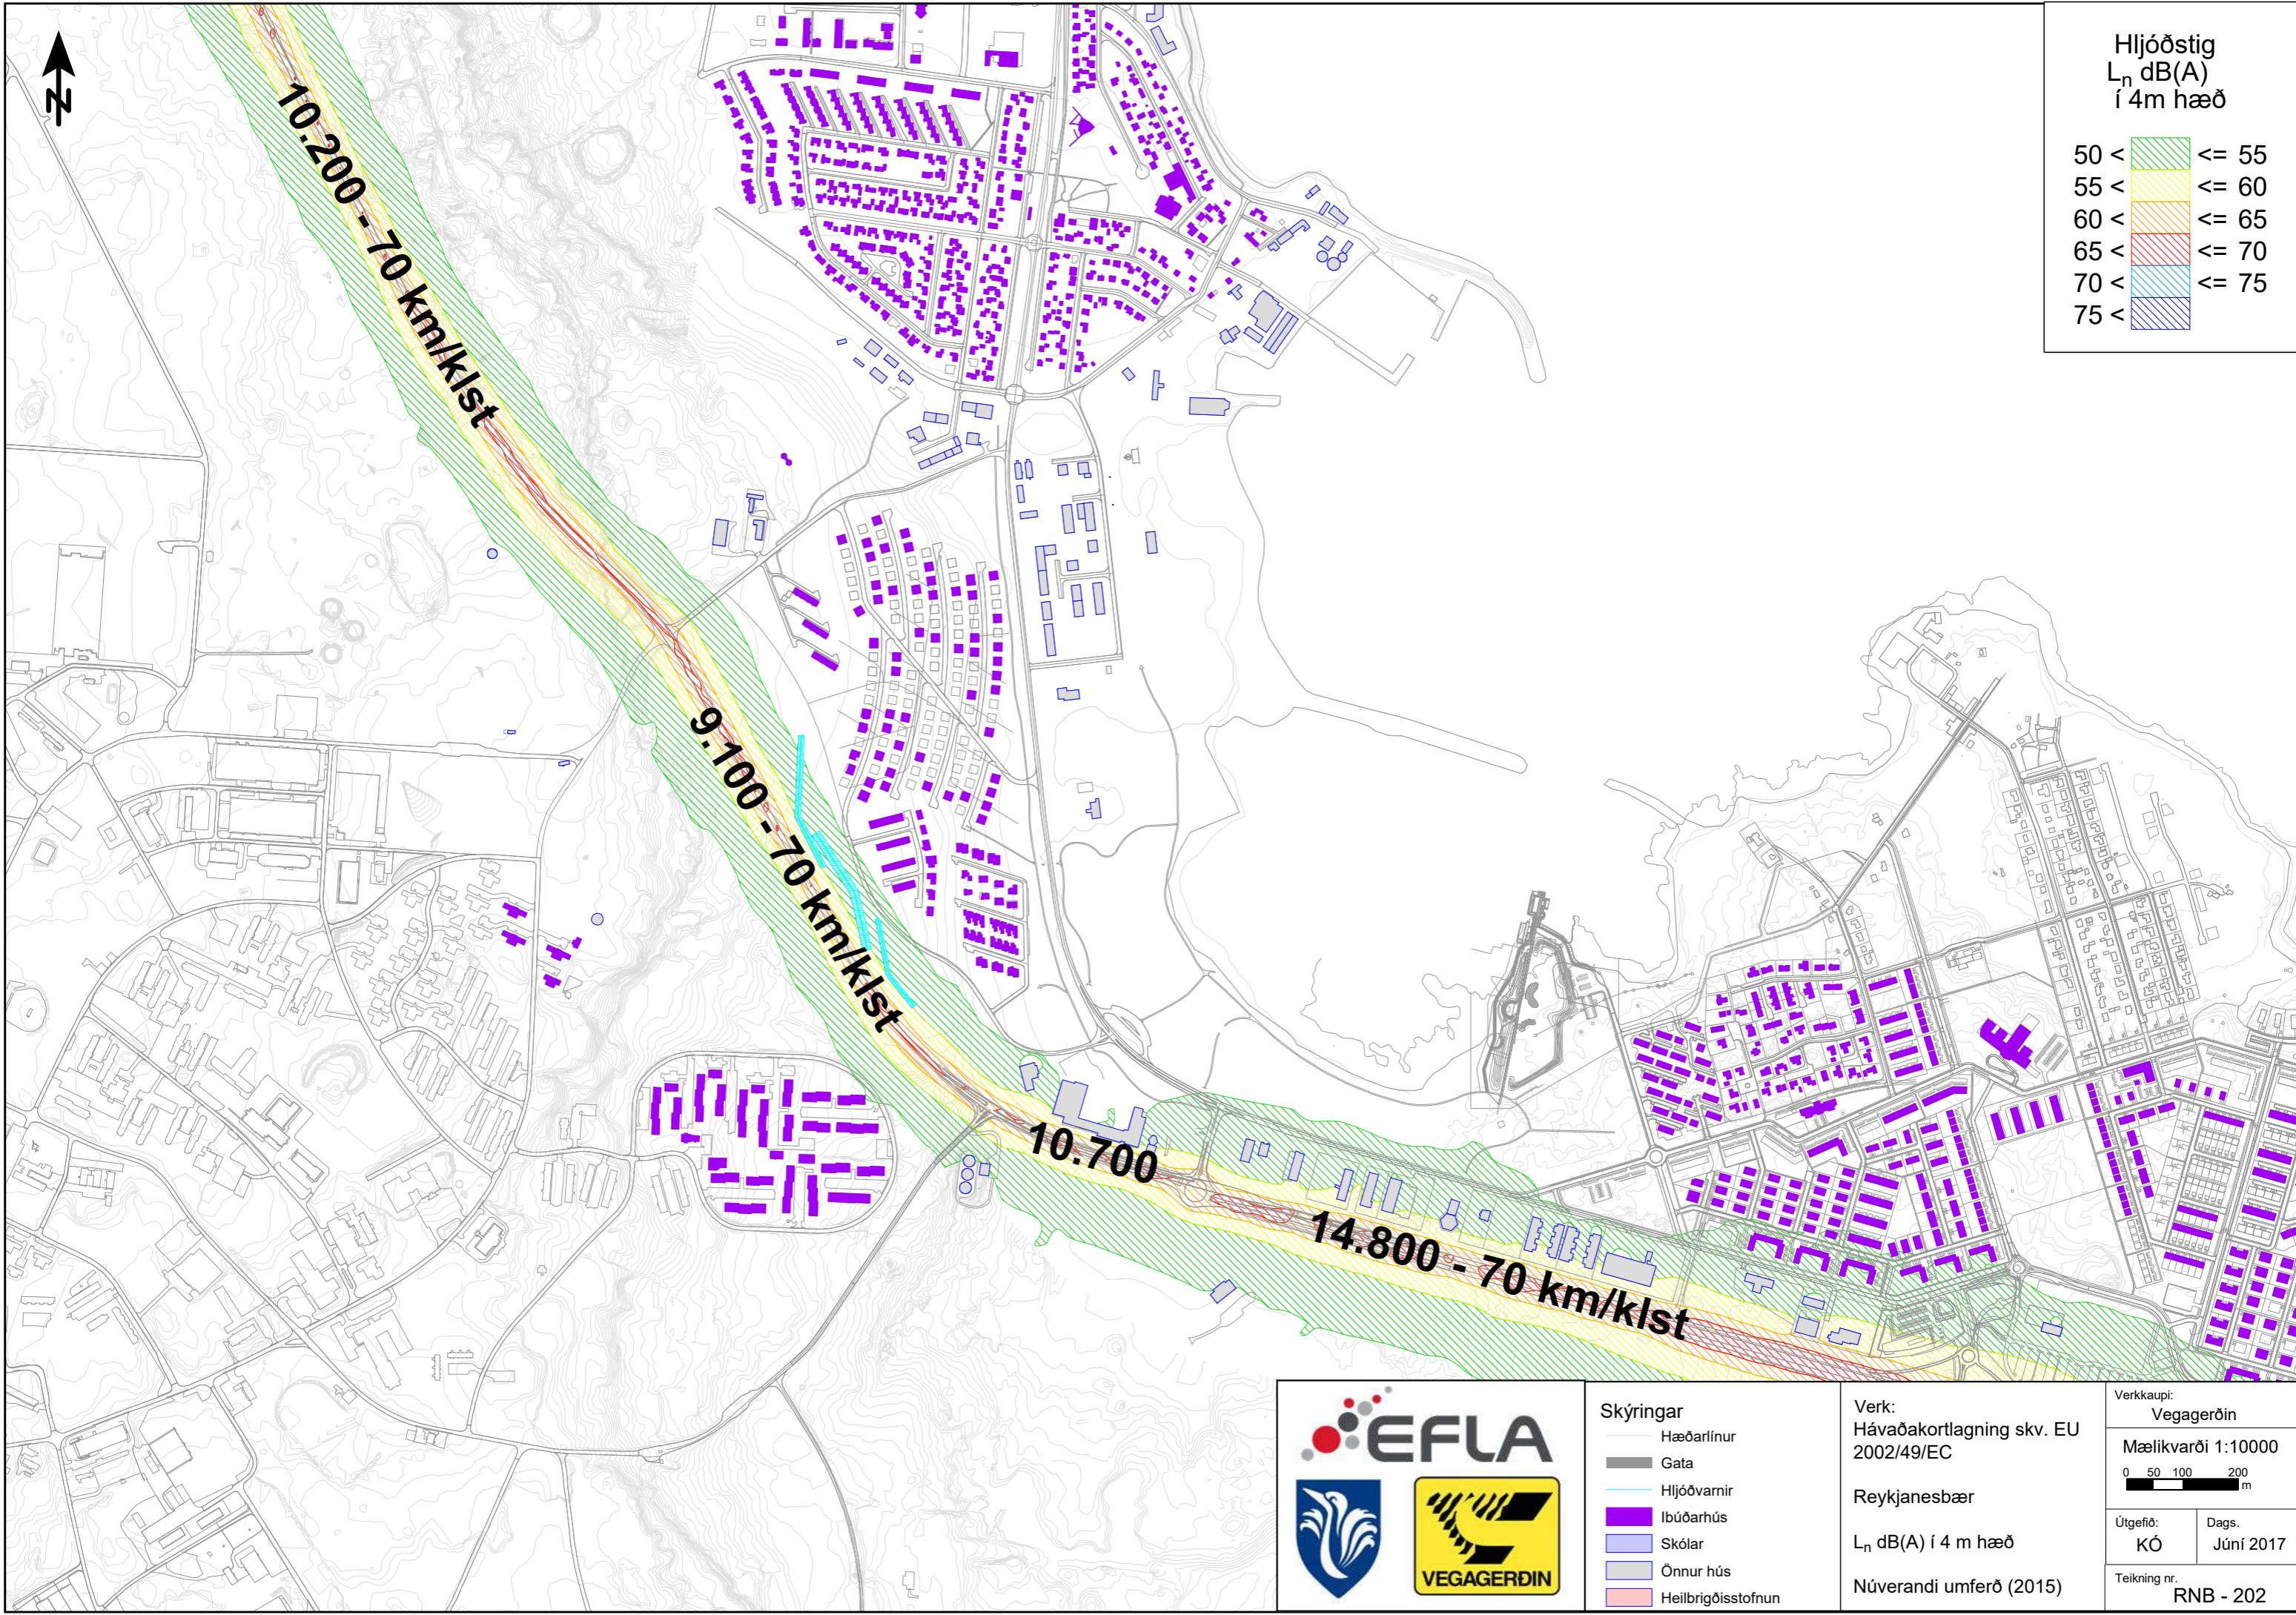 N
10.200 - 70 km/klst
9.100 - 70 km/klst
10.700
14.800 - 70 km/klst
Hljóðstig
Ln dB(A)
í 4m hæð
50 < <= 55
55 < <= 60
60 < <= 65
65 < <= 70
70 < <= 75
75 <
EFLA
VEGAGERÐIN
Skýringar
Hæðarlínur
Gata
Hljóðvarnir
Ibúðarhús
Skólar
Önnur hús
Heilbrigðisstofnun
Verk:
Hávaðakortlagning skv. EU
2002/49/EC
Reykjanesbær
Ln dB(A) í 4 m hæð
Núverandi umferð (2015)
Verkkaupi:
Vegagerðin
Mælikvarði 1:10000
0 50 100 200
m
Útgefið:
KÓ
Dags.
Júní 2017
Teikning nr.
RNB - 202